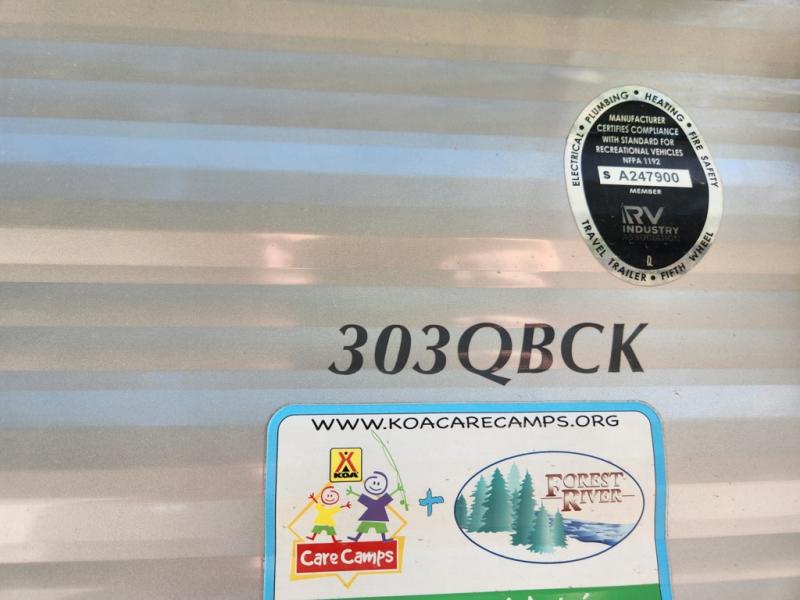 ELECTRICAL • PLUMBING • HEATING • FIRE SAFETY
MANUFACTURER
CERTIFIES COMPLIANCE
WITH STANDARD FOR
RECREATIONAL VEHICLES
NFPA 1192
S A247900
MEMBER
RV
INDUSTRY
ASSOCIATION
TRAVEL TRAILER • FIFTH WHEEL
303QBCK
WWW.KOACARECAMPS.ORG
KOA
Care Camps
+
FOREST
RIVER